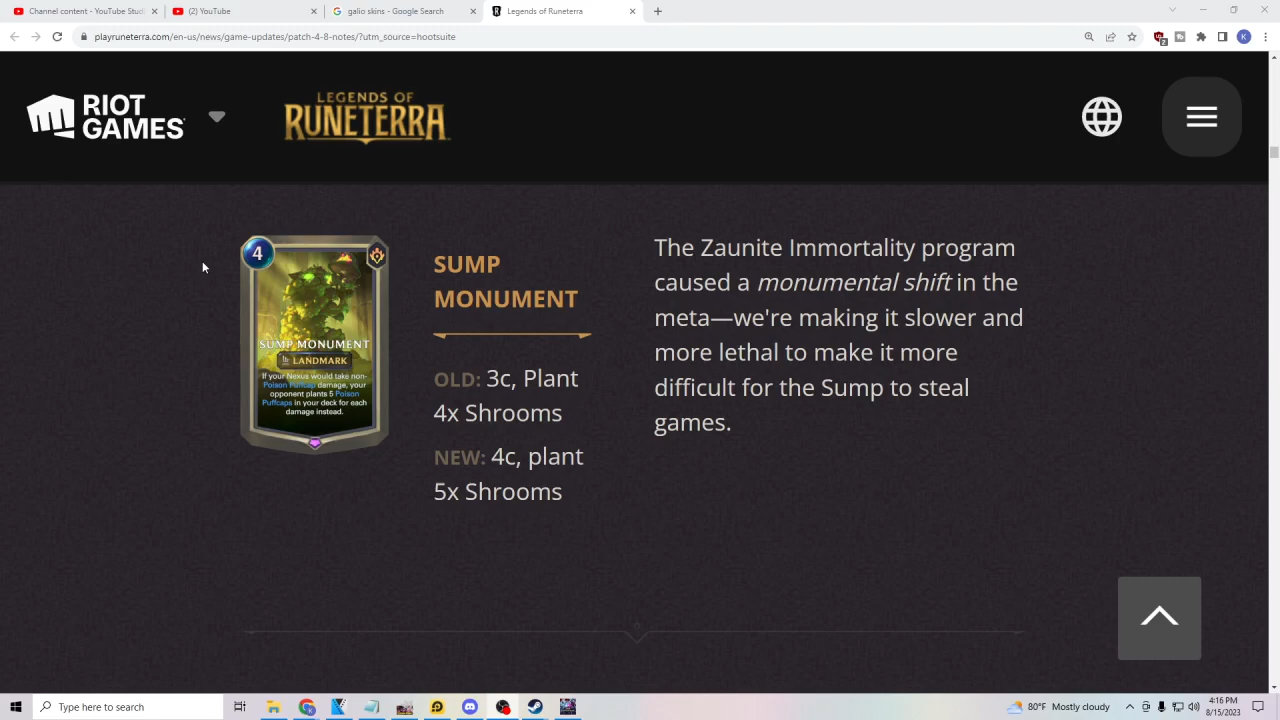 Channel content - YouTube Stud
(2) YouTube
galio skins - Google Search
Legends of Runeterra
playruneterra.com/en-us/news/game-updates/patch-4-8-notes/?utm_source=hootsuite
2
K
RIOT
GAMES
LEGENDS OF
RUNETERRA
4
SUMP MONUMENT
LANDMARK
If your Nexus would take non-
Poison Puffcap damage, your
opponent plants 5 Poison
Puffcaps in your deck for each
damage instead.
SUMP
MONUMENT
OLD: 3c, Plant
4x Shrooms
NEW: 4c, plant
5x Shrooms
The Zaunite Immortality program
caused a monumental shift in the
meta—we're making it slower and
more lethal to make it more
difficult for the Sump to steal
games.
Type here to search
80°F Mostly cloudy
4:16 PM
8/15/2023